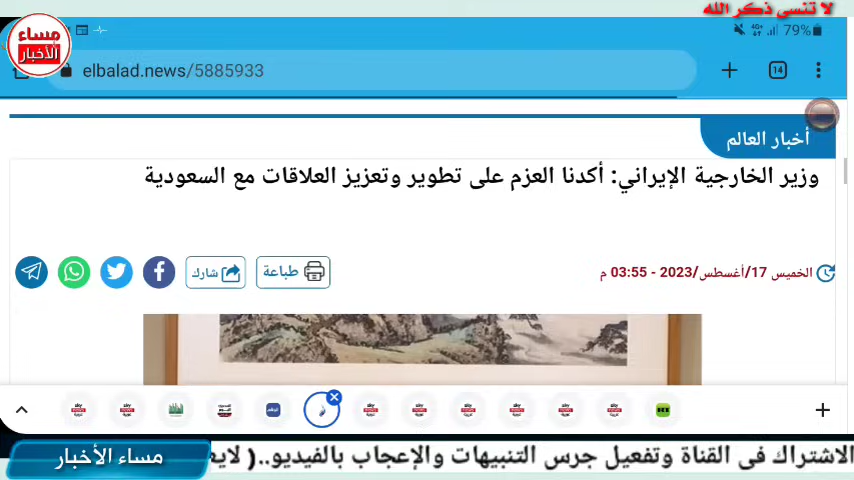 لا تنسى ذكر الله
مساء
الأخبار
79%
elbalad.news/5885933
14
أخبار العالم
وزير الخارجية الإيراني: أكدنا العزم على تطوير وتعزيز العلاقات مع السعودية
الخميس 17/أغسطس/2023 - 03:55 م
طباعة
شارك
الاشتراك فى القناة وتفعيل جرس التنبيهات والإعجاب بالفيديو..( لايع
مساء الأخبار